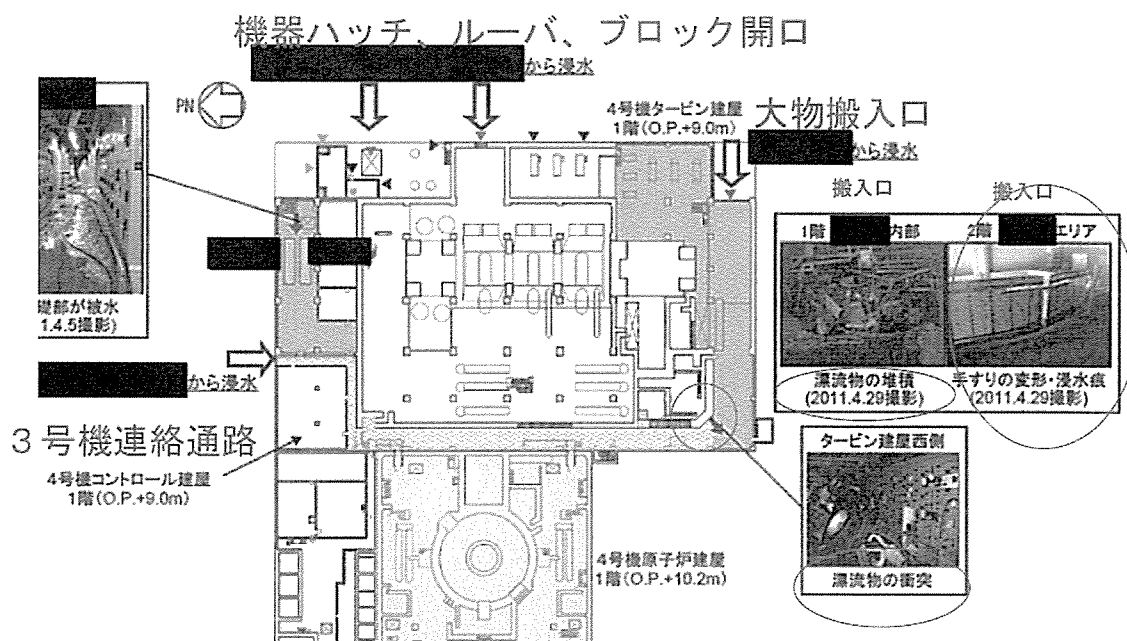 機器ハッチ、ルーバ、ブロック開口
から浸水
PN
4号機タービン建屋
1階(O.P.+9.0m)
大物搬入口
から浸水
搬入口
搬入口
1階
内部
2階
エリア
礎部が被水
1.4.5撮影)
漂流物の堆積
(2011.4.29撮影)
手すりの変形・浸水痕
(2011.4.29撮影)
から浸水
3号機連絡通路
4号機コントロール建屋
1階(O.P.+9.0m)
タービン建屋西側
漂流物の衝突
4号機原子炉建屋
1階(O.P.+10.2m)